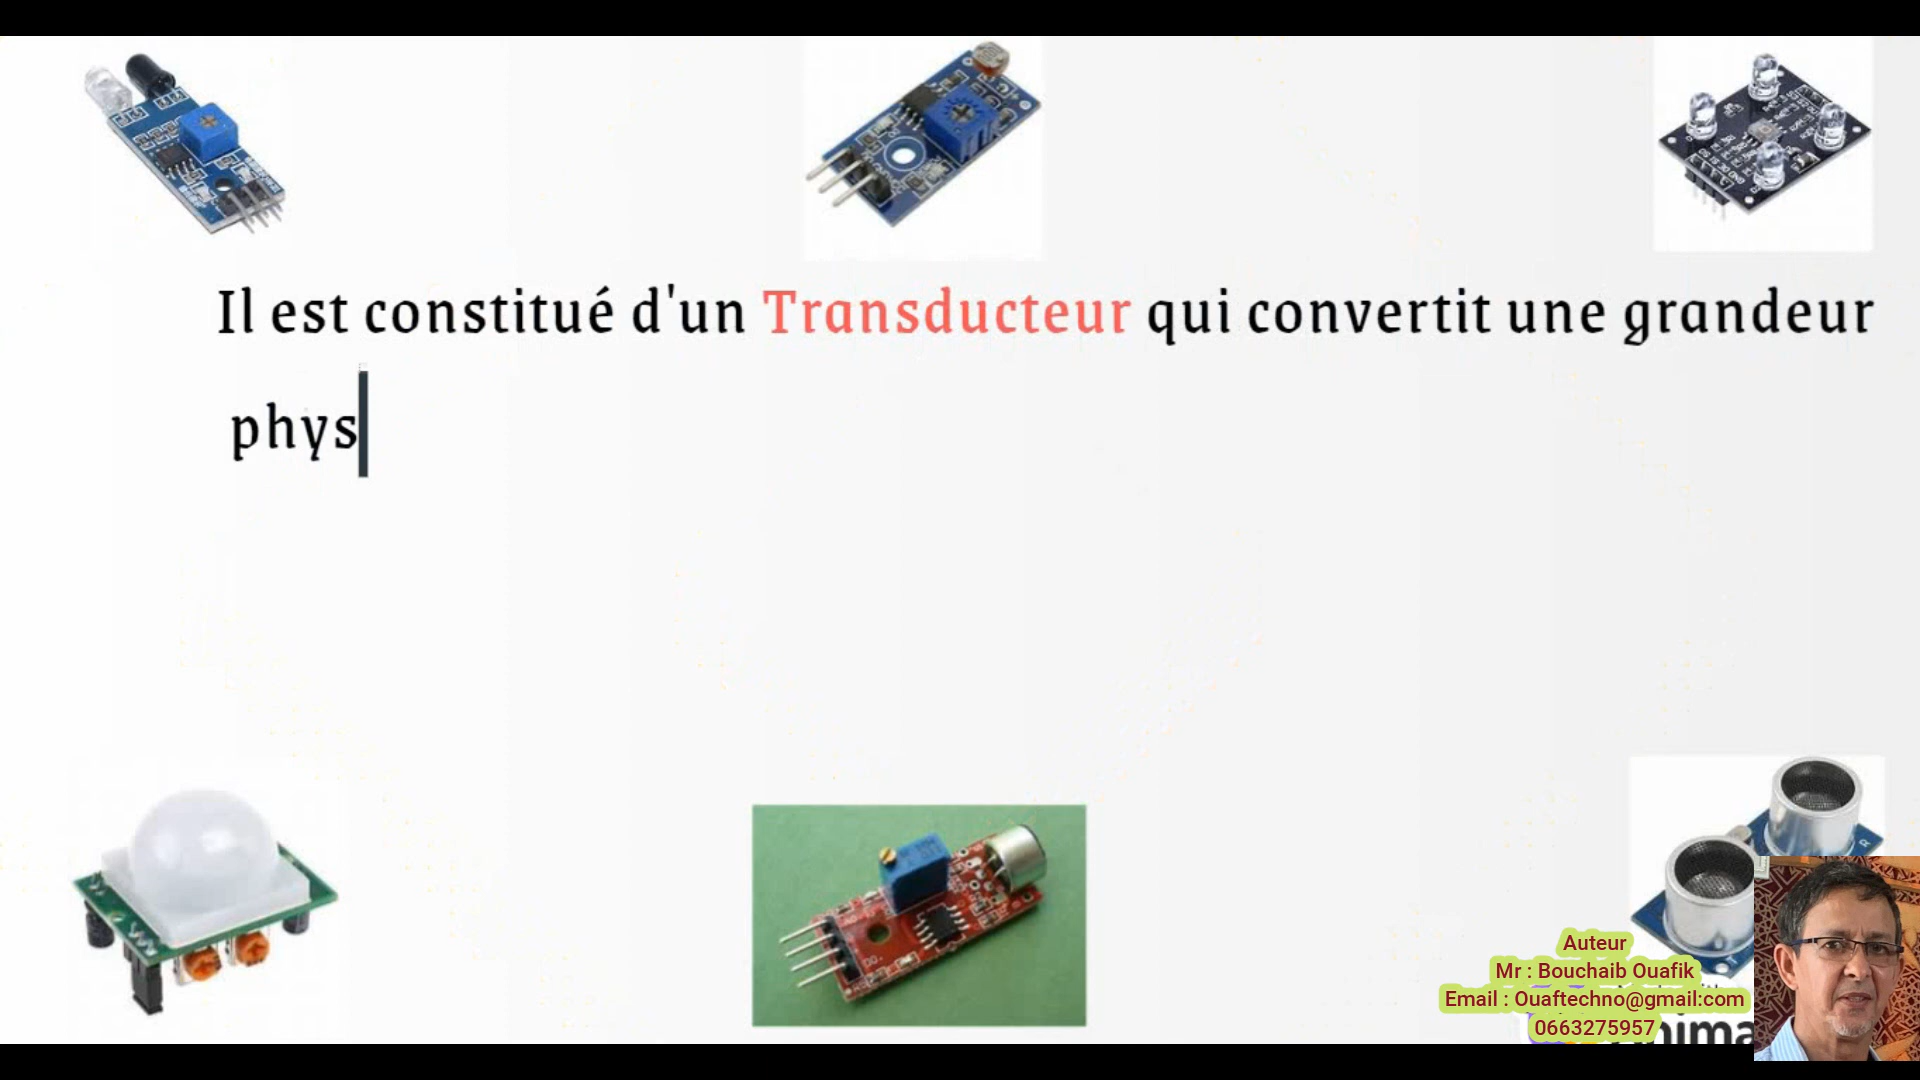 Il est constitué d'un Transducteur qui convertit une grandeur
phys
Auteur
Mr : Bouchaib Ouafik
Email : Ouaftechno@gmail:com
0663275957